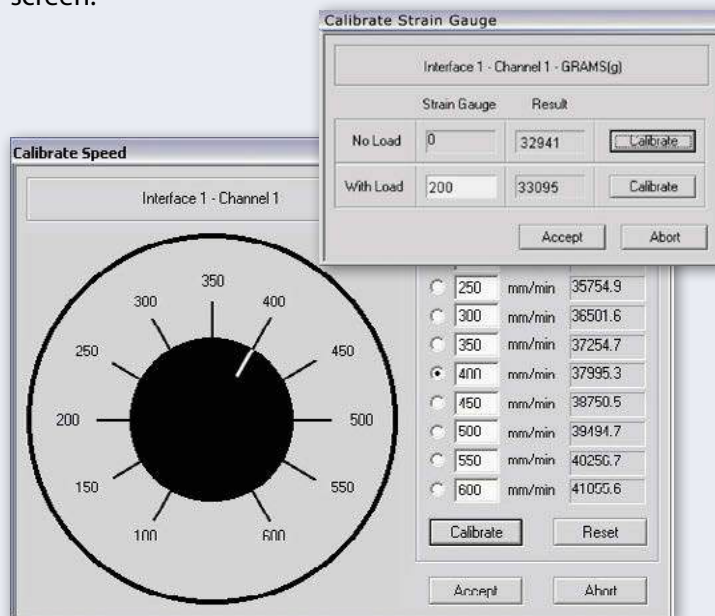 screen.
Calibrate Strain Gauge
Interface 1 - Channel 1 - GRAMS(g)
Strain Gauge Result
No Load 0 32941 Calibrate
With Load 200 33095 Calibrate
Accept Abort
Calibrate Speed
Interface 1 - Channel 1
350
300 400
250 450
200 500
150 550
100 600
250 mm/min 35754.9
300 mm/min 36501.6
350 mm/min 37254.7
400 mm/min 37995.3
450 mm/min 38750.5
500 mm/min 39494.7
550 mm/min 40256.7
600 mm/min 41055.6
Calibrate Reset
Accept Abort